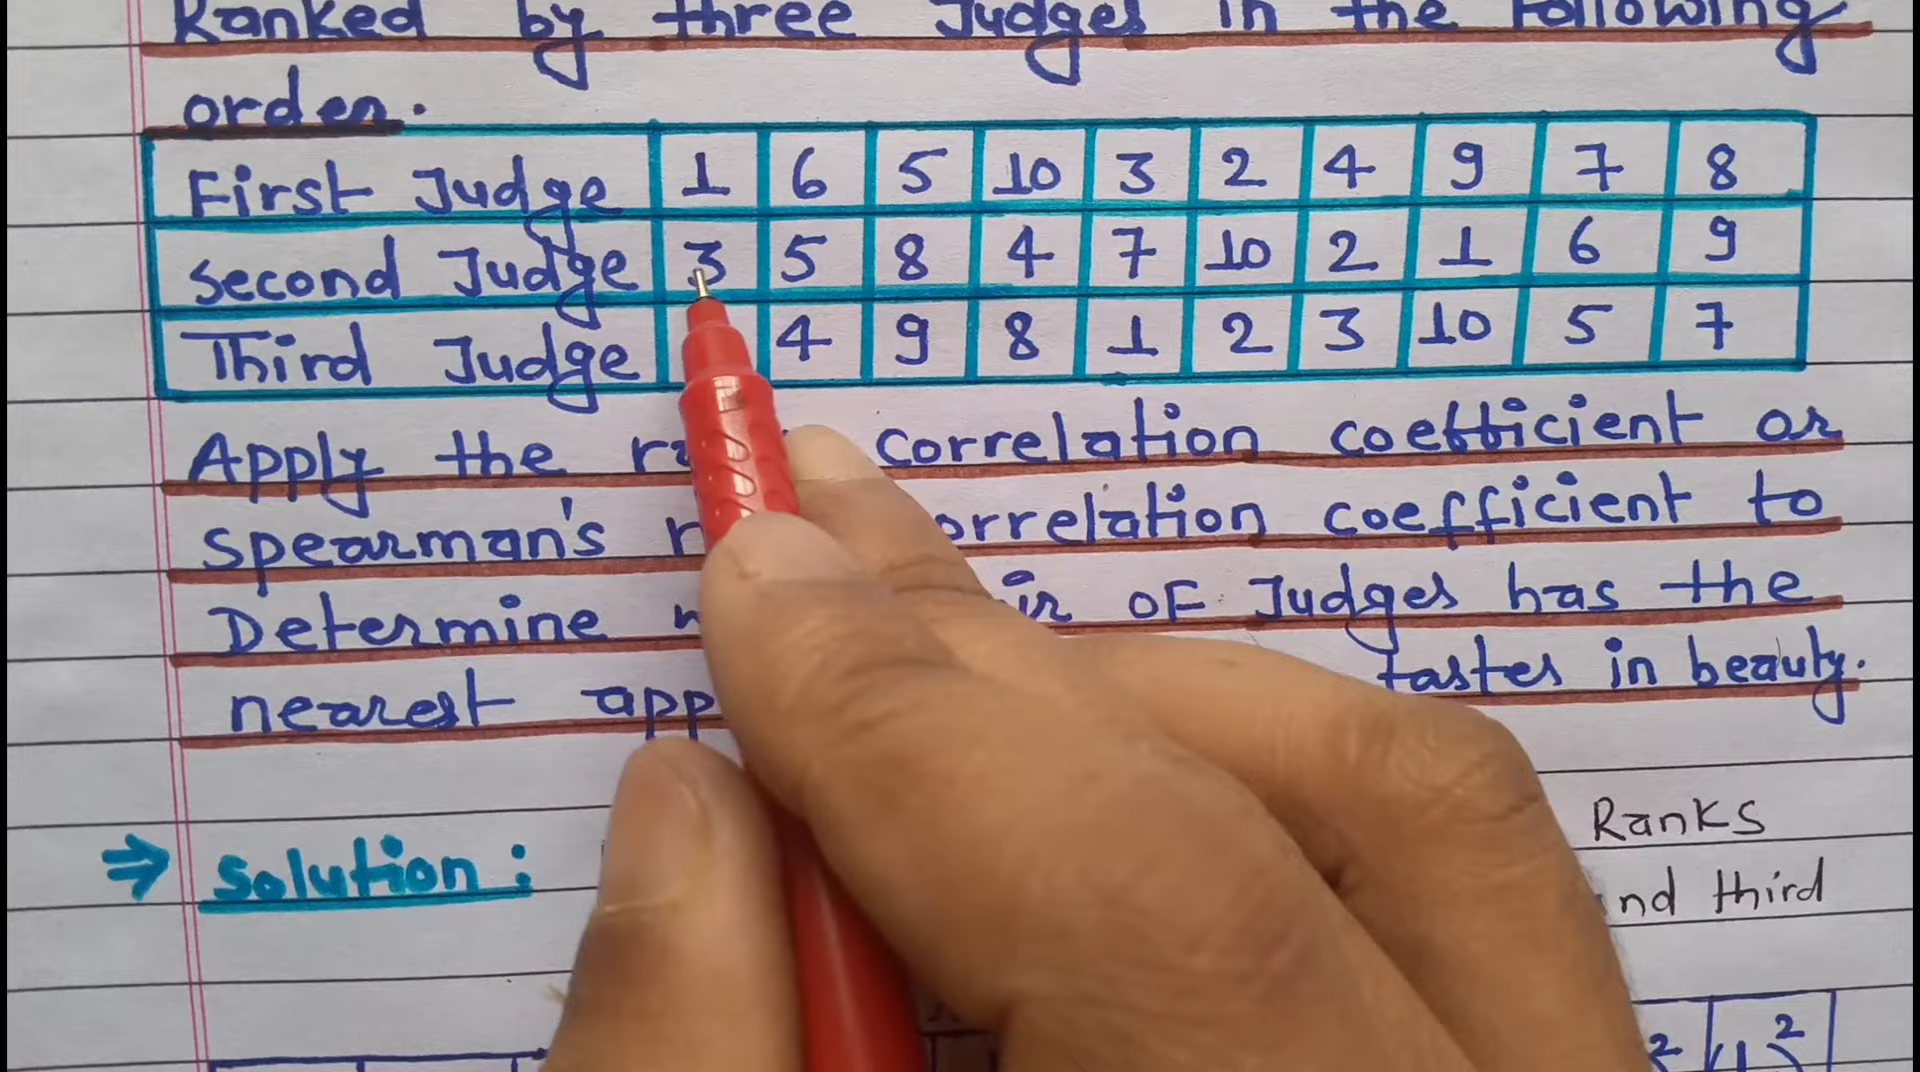 Ranked by three Judges in the following
order.
First Judge 1 6 5 10 3 2 4 9 7 8
Second Judge 3 5 8 4 7 10 2 1 6 9
Third Judge 4 9 8 1 2 3 10 5 7
Apply the correlation coefficient or
Spearman's correlation coefficient to
Determine of Judges has the
nearest tastes in beauty.
Ranks
Solution:
third